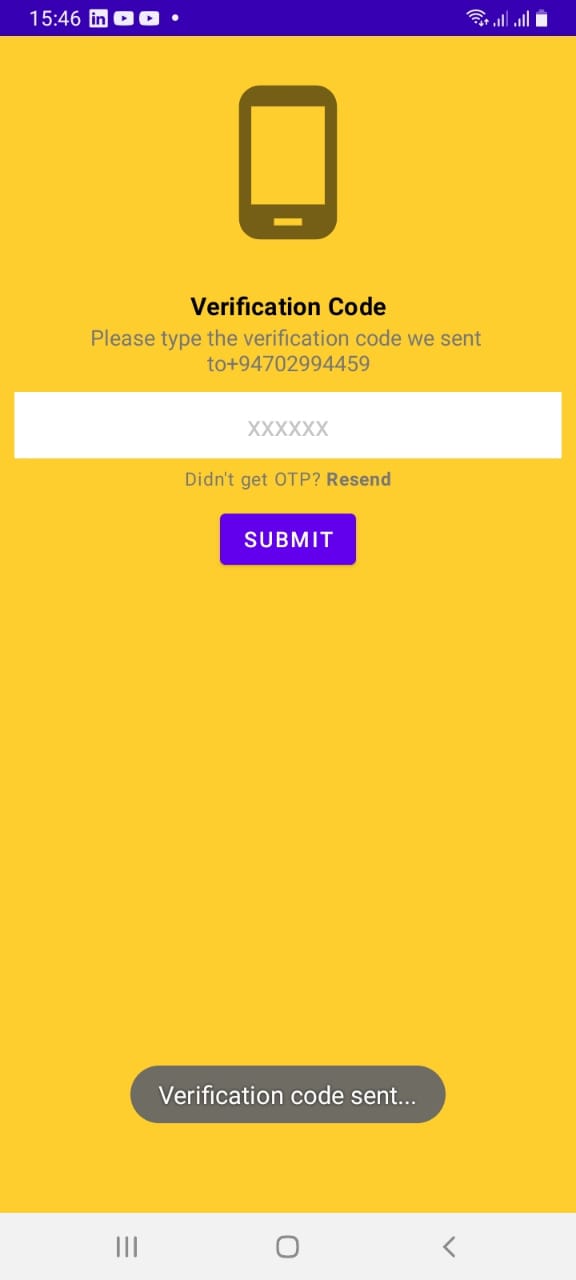 15:46
Verification Code
Please type the verification code we sent
to+94702994459
XXXXXX
Didn't get OTP? Resend
SUBMIT
Verification code sent...